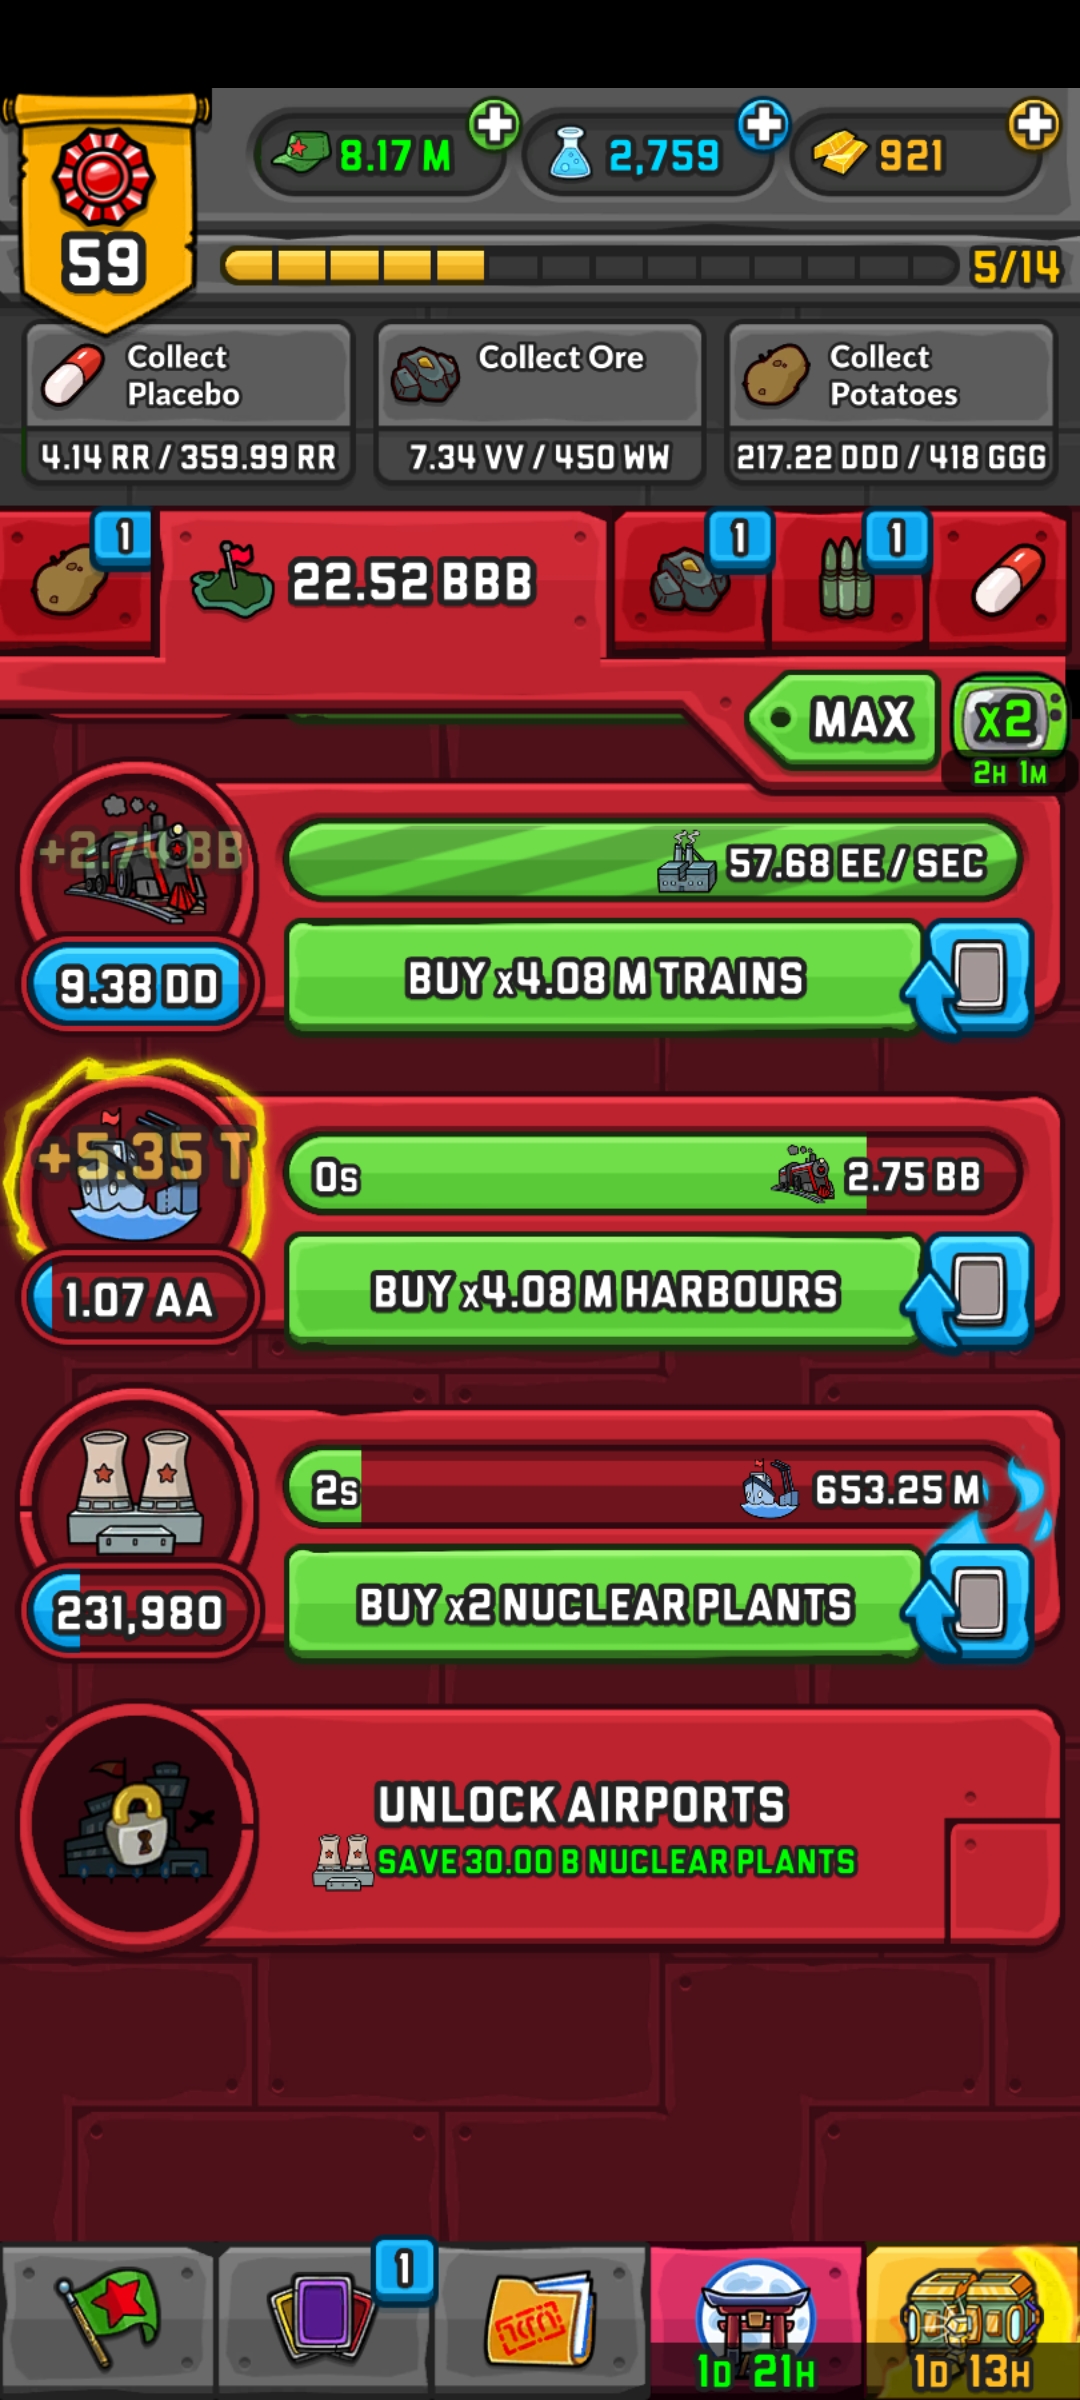 8.17 M
2,759
921
59
5/14
Collect
Placebo
4.14 RR / 359.99 RR
Collect Ore
7.34 VV / 450 WW
Collect
Potatoes
217.22 DDD / 418 GGG
1
22.52 BBB
1
1
MAX
x2
2H 1M
57.68 EE / SEC
9.38 DD
BUY x4.08 M TRAINS
+5.35 T
0s
2.75 BB
1.07 AA
BUY x4.08 M HARBOURS
2s
653.25 M
231,980
BUY x2 NUCLEAR PLANTS
UNLOCK AIRPORTS
SAVE 30.00 B NUCLEAR PLANTS
1
1D 21H
1D 13H